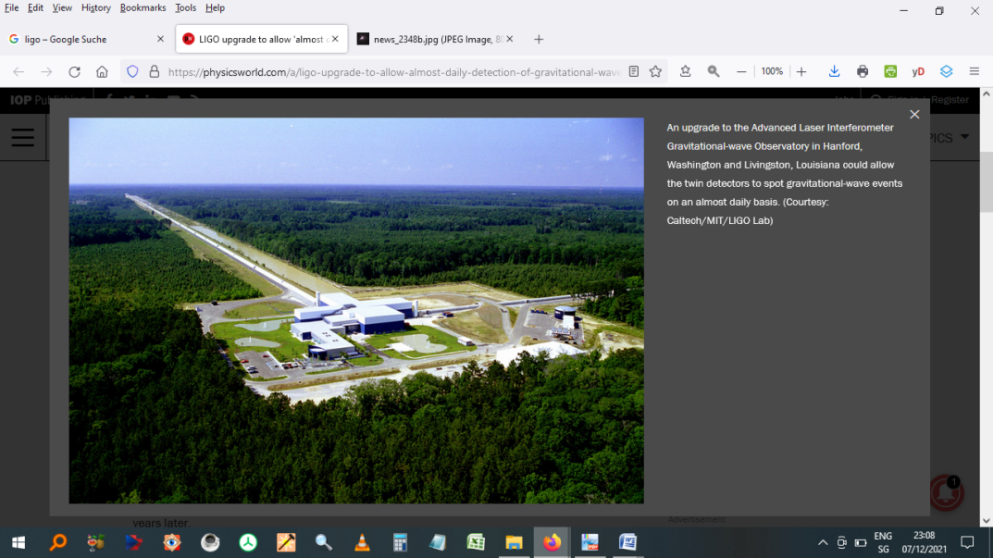 File Edit View History Bookmarks Tools Help
ligo – Google Suche
LIGO upgrade to allow 'almost
news_2348b.jpg (JPEG Image, 80
https://physicsworld.com/a/ligo-upgrade-to-allow-almost-daily-detection-of-gravitational-wav
100%
yD
IOP Publishing
Register
PICS
An upgrade to the Advanced Laser Interferometer
Gravitational-wave Observatory in Hanford,
Washington and Livingston, Louisiana could allow
the twin detectors to spot gravitational-wave events
on an almost daily basis. (Courtesy:
Caltech/MIT/LIGO Lab)
1
years later.
Advertisement
ENG
SG
23:08
07/12/2021